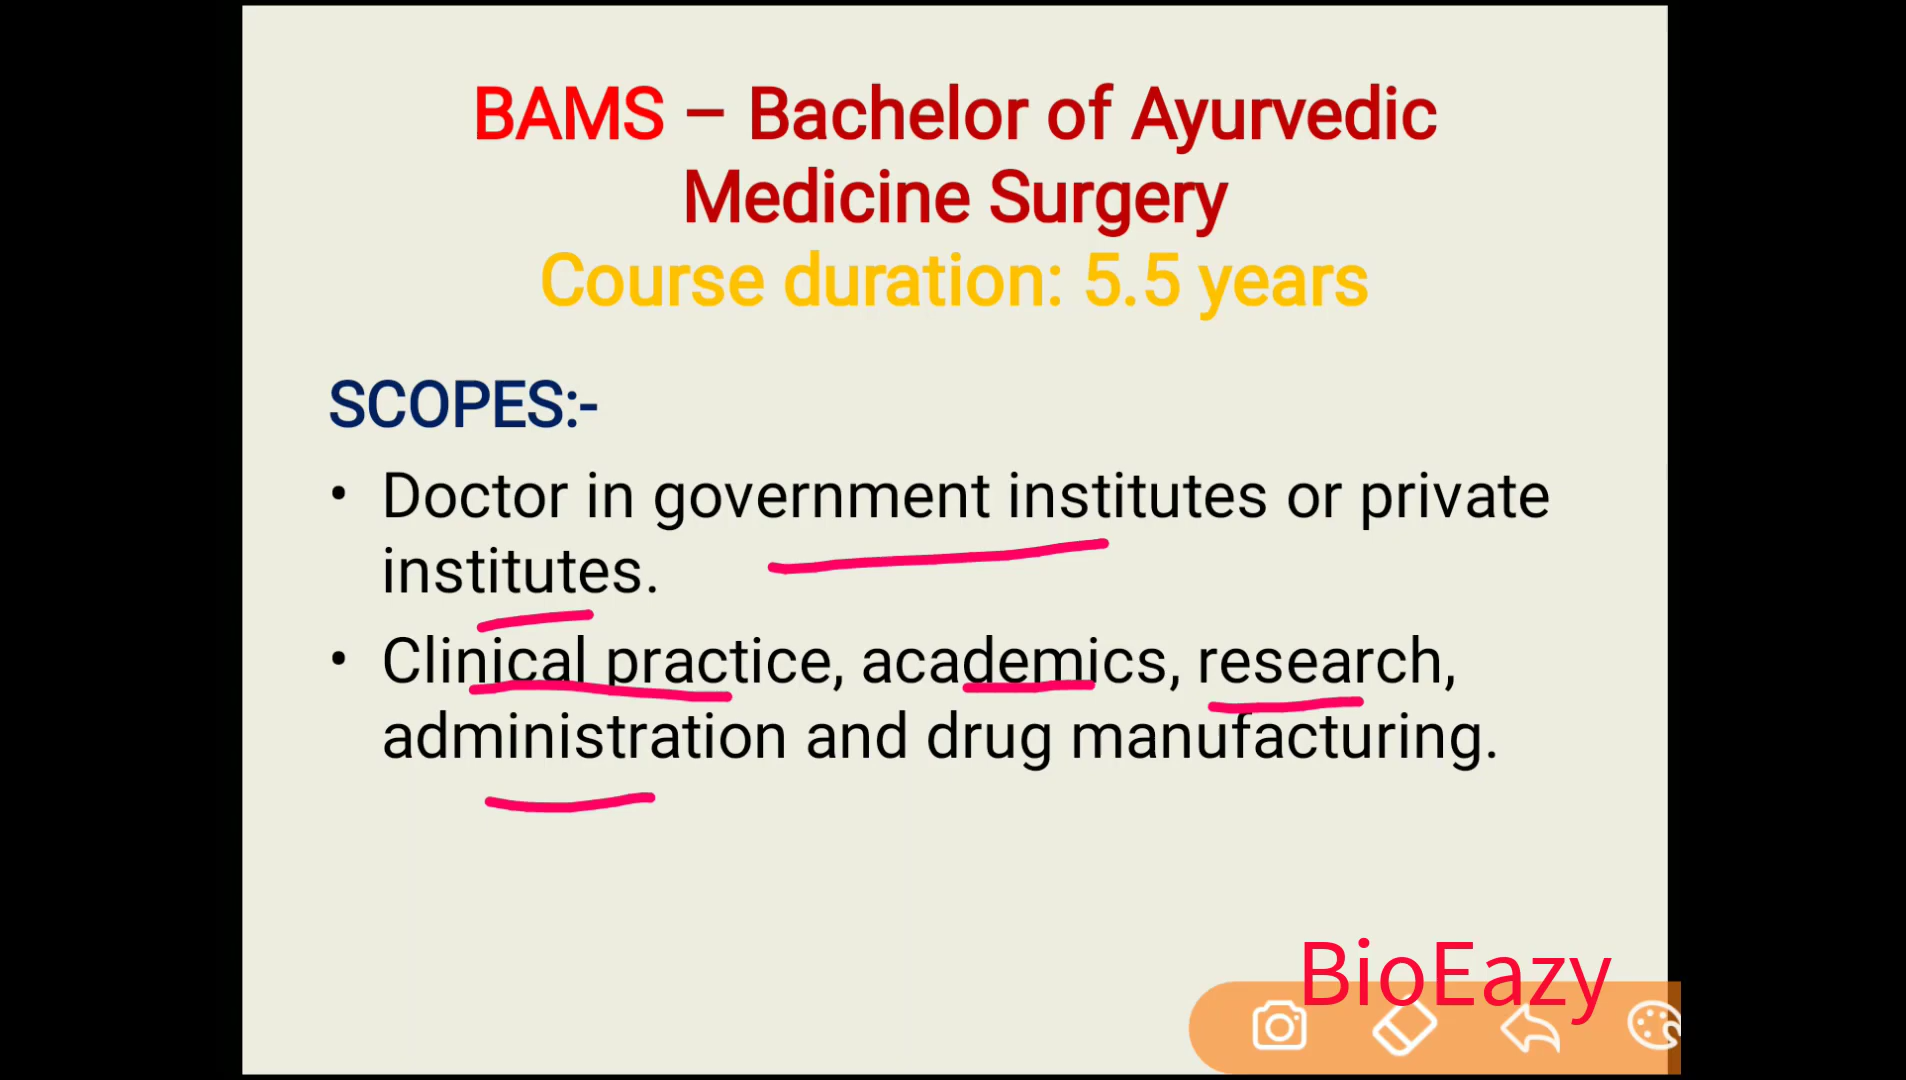 BAMS – Bachelor of Ayurvedic
Medicine Surgery
Course duration: 5.5 years
SCOPES:-
• Doctor in government institutes or private
institutes.
• Clinical practice, academics, research,
administration and drug manufacturing.
BioEazy